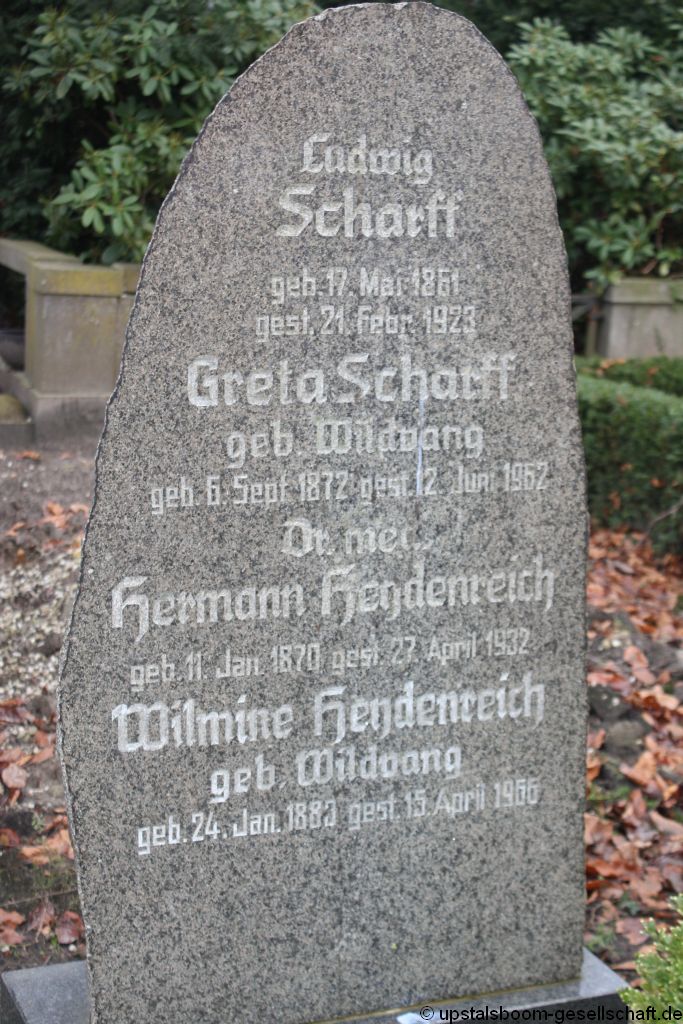 Ludwig
Scharff
geb. 17. Mai 1861
gest. 21. Febr. 1923
Greta Scharff
geb. Wildvang
geb. 6. Sept. 1872 gest. 12. Juni 1962
Dr. med.
Hermann Heydenreich
geb. 11. Jan. 1870 gest. 27. April 1932
Wilmine Heydenreich
geb. Wildvang
geb. 24. Jan. 1883 gest. 15. April 1966
© upstalsboom-gesellschaft.de